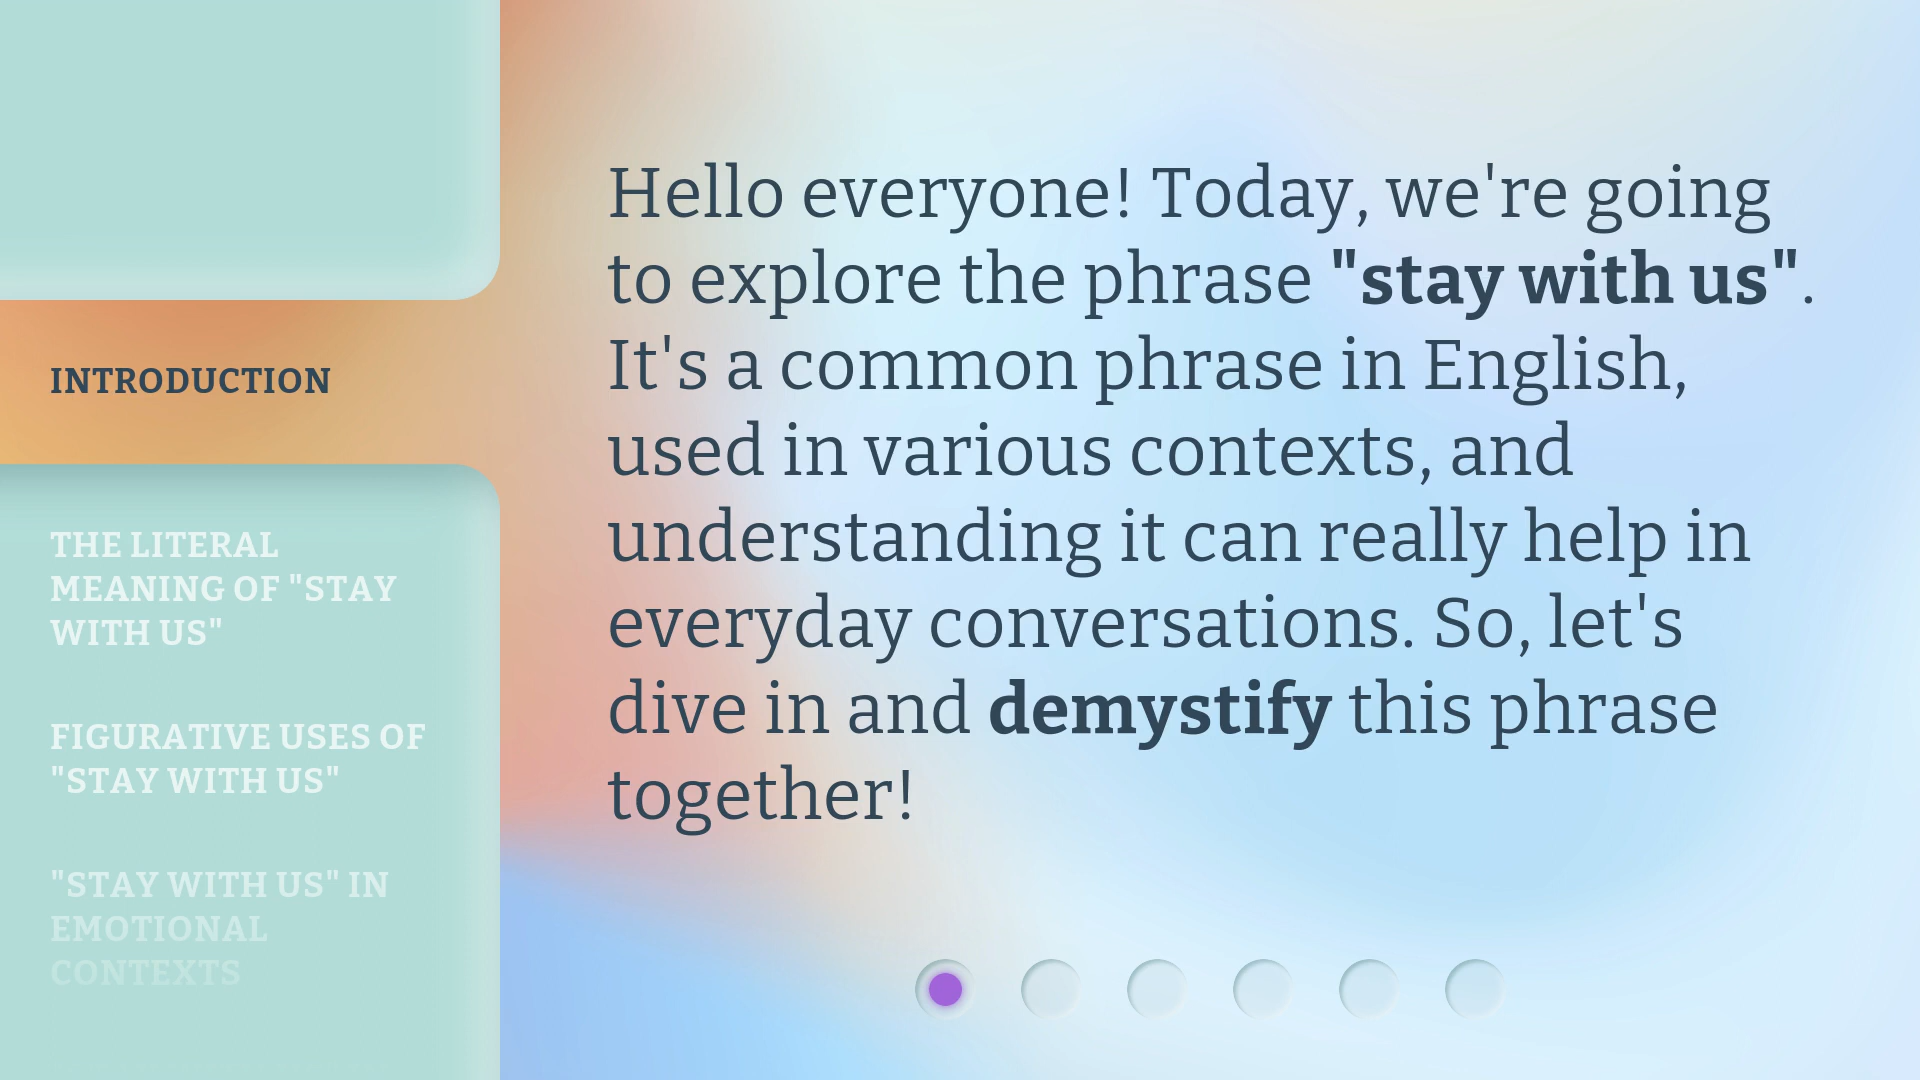 INTRODUCTION
THE LITERAL
MEANING OF "STAY
WITH US"
FIGURATIVE USES OF
"STAY WITH US"
"STAY WITH US" IN
EMOTIONAL
CONTEXTS
Hello everyone! Today, we're going
to explore the phrase "stay with us".
It's a common phrase in English,
used in various contexts, and
understanding it can really help in
everyday conversations. So, let's
dive in and demystify this phrase
together!